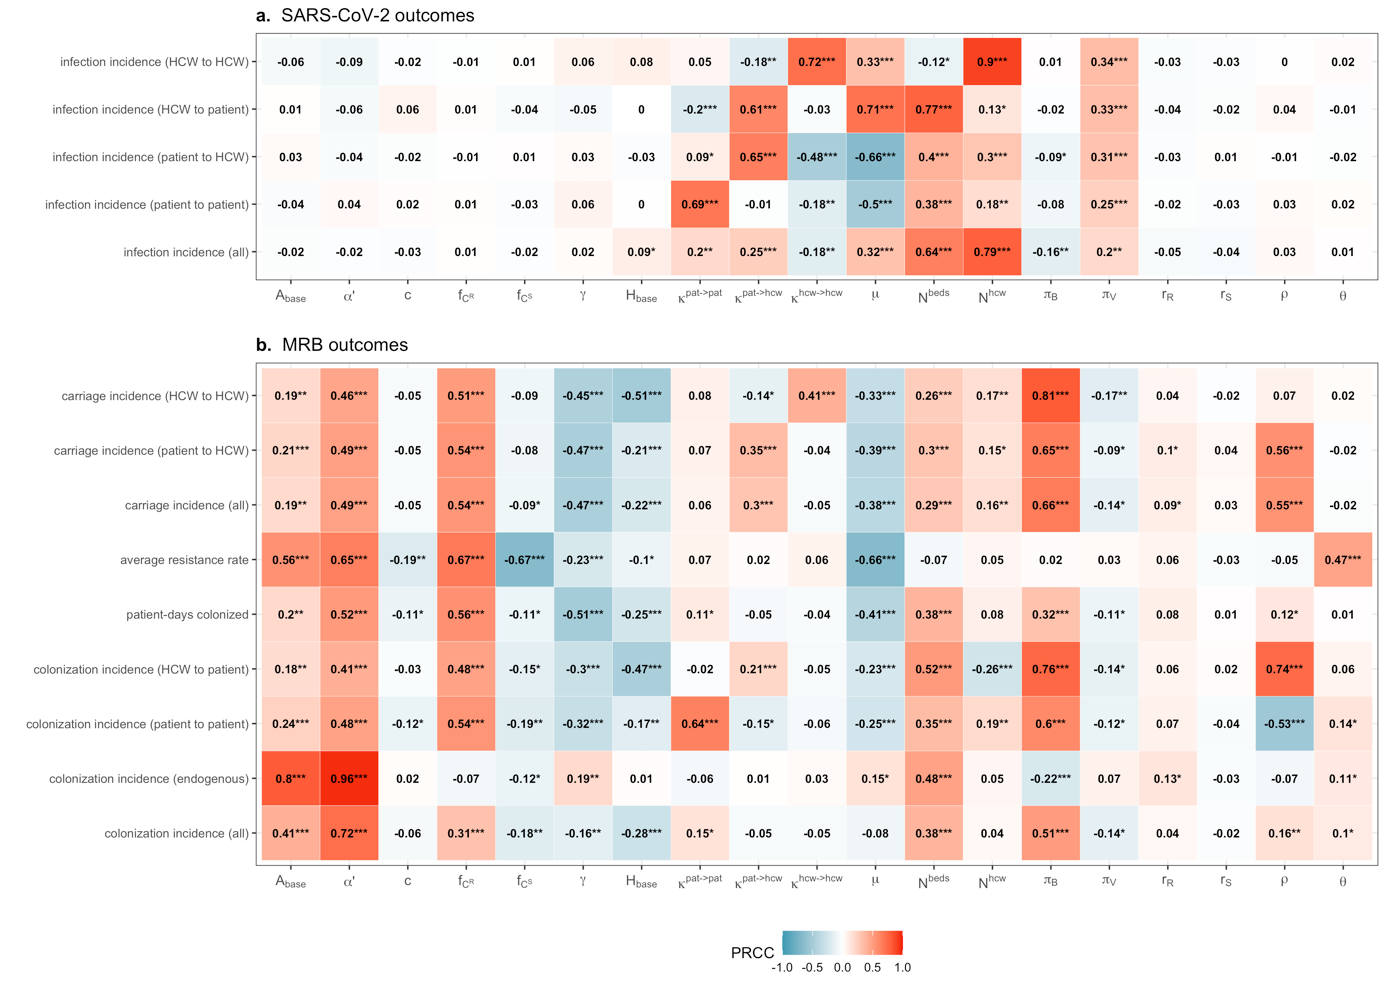 a. SARS-CoV-2 outcomes
infection incidence (HCW to HCW) -0.06 -0.09 -0.02 -0.01 0.01 0.06 0.08 0.05 -0.18** 0.72*** 0.33*** -0.12* 0.9*** 0.01 0.34*** -0.03 -0.03 0 0.02
infection incidence (HCW to patient) 0.01 -0.06 0.06 0.01 -0.04 -0.05 0 -0.2*** 0.61*** -0.03 0.71*** 0.77*** 0.13* -0.02 0.33*** -0.04 -0.02 0.04 -0.01
infection incidence (patient to HCW) 0.03 -0.04 -0.02 -0.01 0.01 0.03 -0.03 0.09* 0.65*** -0.48*** -0.66*** 0.4*** 0.3*** -0.09* 0.31*** -0.03 0.01 -0.01 -0.02
infection incidence (patient to patient) -0.04 0.04 0.02 0.01 -0.03 0.06 0 0.69*** -0.01 -0.18** -0.5*** 0.38*** 0.18** -0.08 0.25*** -0.02 -0.03 0.03 0.02
infection incidence (all) -0.02 -0.02 -0.03 0.01 -0.02 0.02 0.09* 0.2** 0.25*** -0.18** 0.32*** 0.64*** 0.79*** -0.16** 0.2** -0.05 -0.04 0.03 0.01
A_base α' c f_C^R f_C^S γ H_base κ^pat->pat κ^pat->hcw κ^hcw->hcw μ N^beds N^hcw π_B π_V r_R r_S ρ θ
b. MRB outcomes
carriage incidence (HCW to HCW) 0.19** 0.46*** -0.05 0.51*** -0.09 -0.45*** -0.51*** 0.08 -0.14* 0.41*** -0.33*** 0.26*** 0.17** 0.81*** -0.17** 0.04 -0.02 0.07 0.02
carriage incidence (patient to HCW) 0.21*** 0.49*** -0.05 0.54*** -0.08 -0.47*** -0.21*** 0.07 0.35*** -0.04 -0.39*** 0.3*** 0.15* 0.65*** -0.09* 0.1* 0.04 0.56*** -0.02
carriage incidence (all) 0.19** 0.49*** -0.05 0.54*** -0.09* -0.47*** -0.22*** 0.06 0.3*** -0.05 -0.38*** 0.29*** 0.16** 0.66*** -0.14* 0.09* 0.03 0.55*** -0.02
average resistance rate 0.56*** 0.65*** -0.19** 0.67*** -0.67*** -0.23*** -0.1* 0.07 0.02 0.06 -0.66*** -0.07 0.05 0.02 0.03 0.06 -0.03 -0.05 0.47***
patient-days colonized 0.2** 0.52*** -0.11* 0.56*** -0.11* -0.51*** -0.25*** 0.11* -0.05 -0.04 -0.41*** 0.38*** 0.08 0.32*** -0.11* 0.08 0.01 0.12* 0.01
colonization incidence (HCW to patient) 0.18** 0.41*** -0.03 0.48*** -0.15* -0.3*** -0.47*** -0.02 0.21*** -0.05 -0.23*** 0.52*** -0.26*** 0.76*** -0.14* 0.06 0.02 0.74*** 0.06
colonization incidence (patient to patient) 0.24*** 0.48*** -0.12* 0.54*** -0.19** -0.32*** -0.17** 0.64*** -0.15* -0.06 -0.25*** 0.35*** 0.19** 0.6*** -0.12* 0.07 -0.04 -0.53*** 0.14*
colonization incidence (endogenous) 0.8*** 0.96*** 0.02 -0.07 -0.12* 0.19** 0.01 -0.06 0.01 0.03 0.15* 0.48*** 0.05 -0.22*** 0.07 0.13* -0.03 -0.07 0.11*
colonization incidence (all) 0.41*** 0.72*** -0.06 0.31*** -0.18** -0.16** -0.28*** 0.15* -0.05 -0.05 -0.08 0.38*** 0.04 0.51*** -0.14* 0.04 -0.02 0.16** 0.1*
A_base α' c f_C^R f_C^S γ H_base κ^pat->pat κ^pat->hcw κ^hcw->hcw μ N^beds N^hcw π_B π_V r_R r_S ρ θ
PRCC
-1.0 -0.5 0.0 0.5 1.0